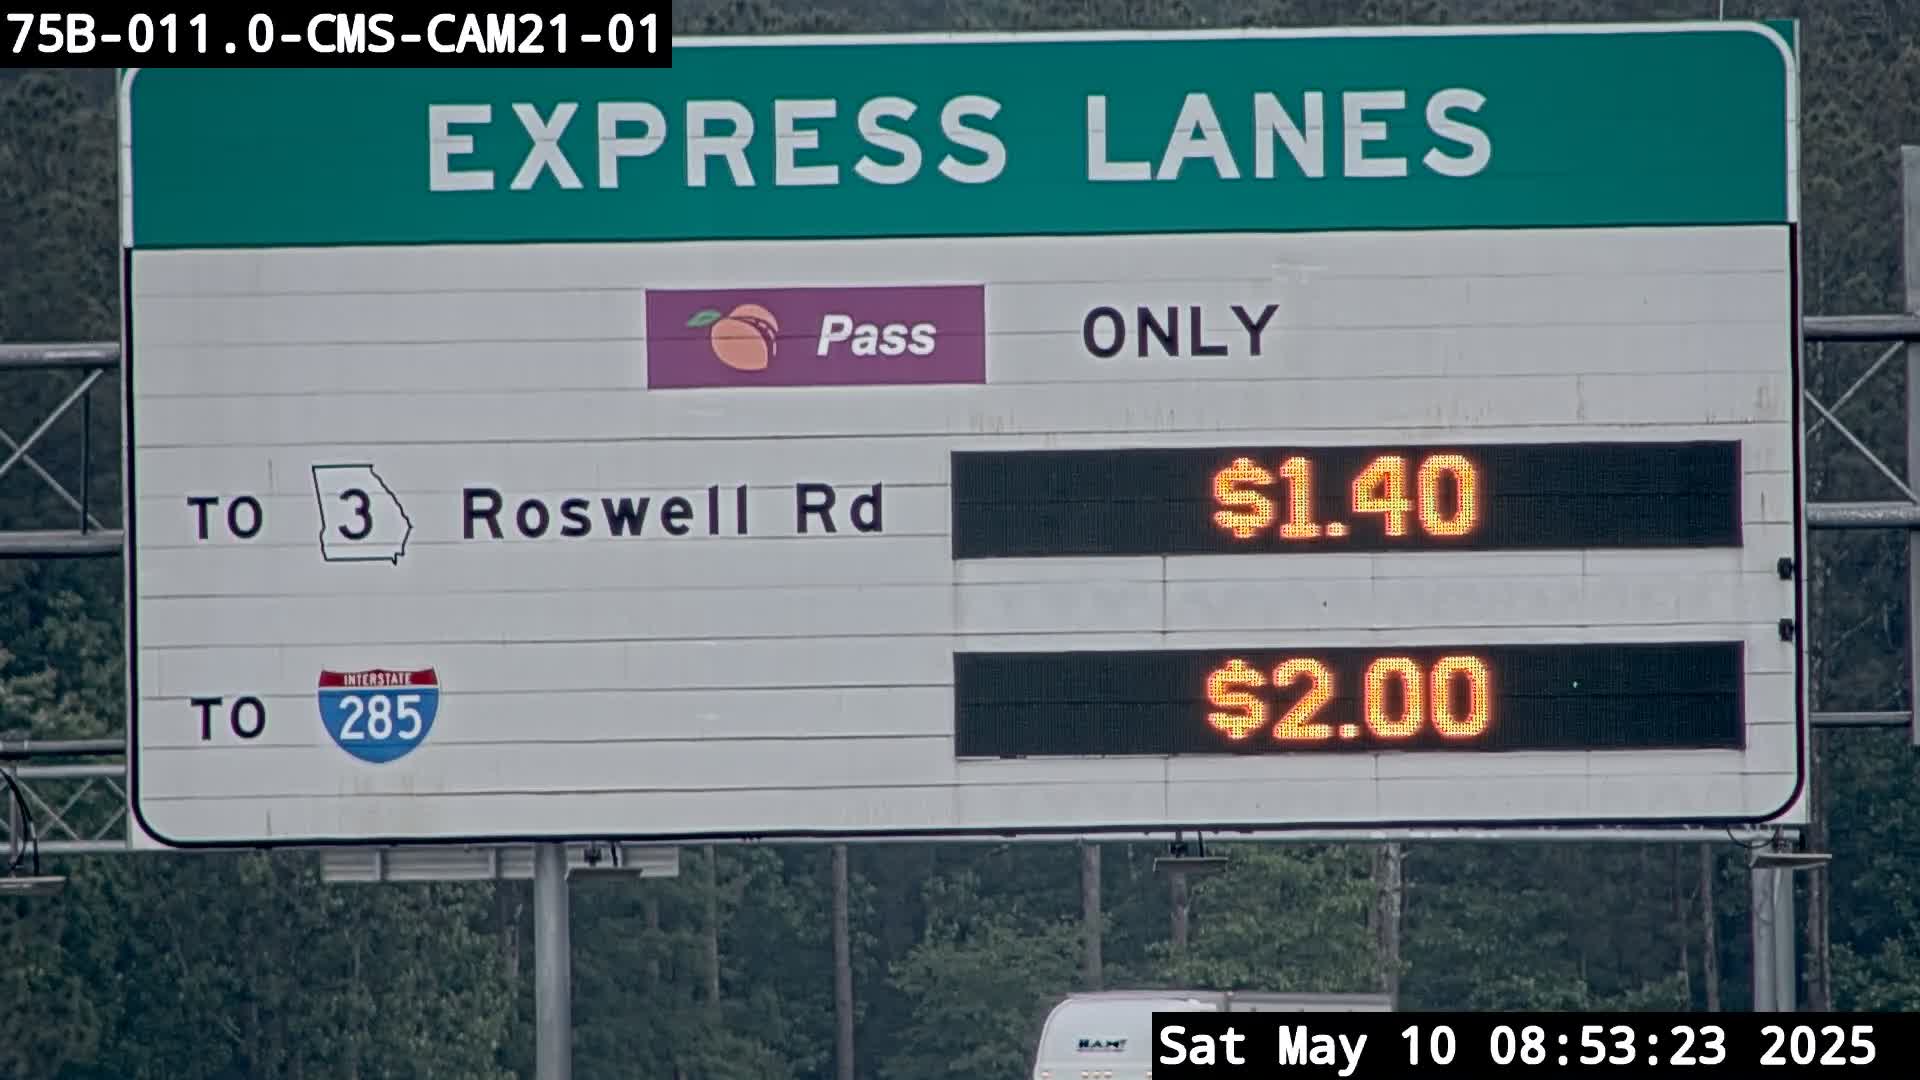 75B-011.0-CMS-CAM21-01
EXPRESS LANES
Pass ONLY
TO 3 Roswell Rd $1.40
TO INTERSTATE 285 $2.00
Sat May 10 08:53:23 2025